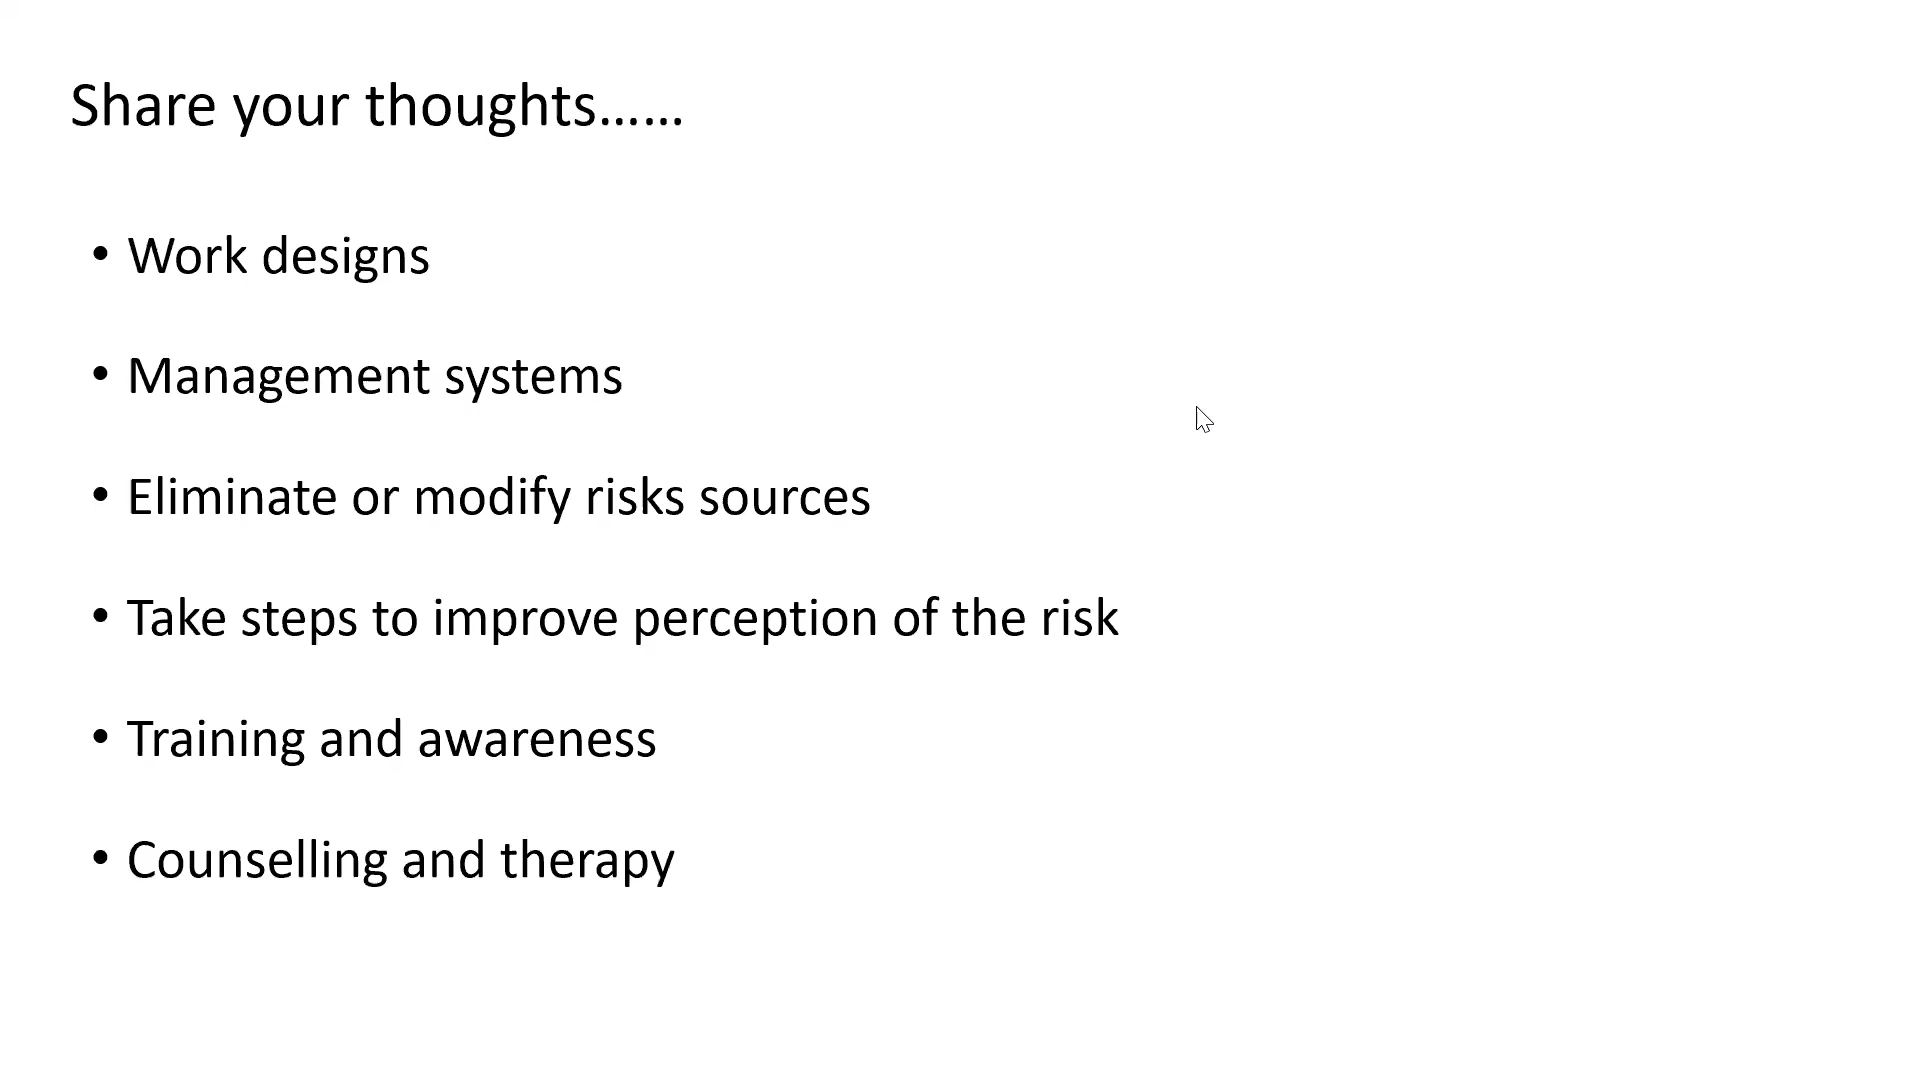 Share your thoughts……
• Work designs
• Management systems
• Eliminate or modify risks sources
• Take steps to improve perception of the risk
• Training and awareness
• Counselling and therapy